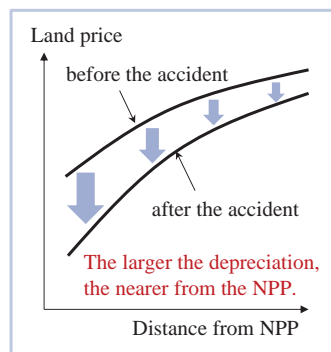 Land price
before the accident
after the accident
The larger the depreciation,
the nearer from the NPP.
Distance from NPP